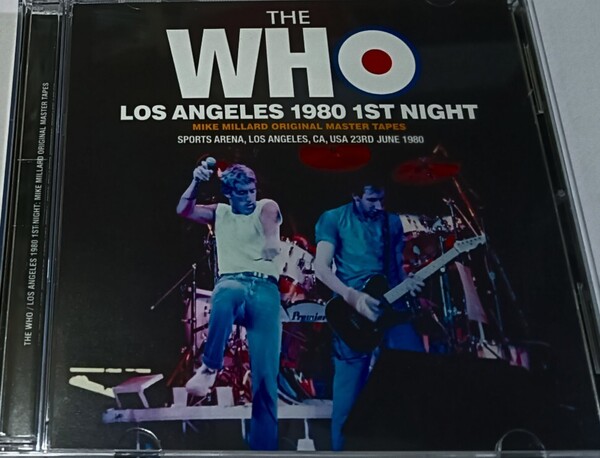 THE
WHO
LOS ANGELES 1980 1ST NIGHT
MIKE MILLARD ORIGINAL MASTER TAPES
SPORTS ARENA, LOS ANGELES, CA, USA 23RD JUNE 1980
Premier
THE WHO / LOS ANGELES 1980 1ST NIGHT: MIKE MILLARD ORIGINAL MASTER TAPES